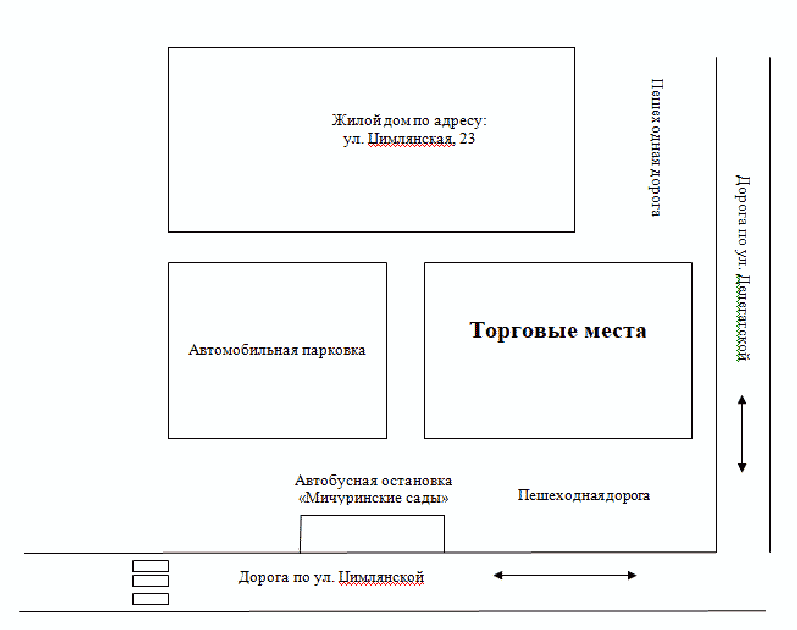 Жилой дом по адресу:
ул. Цимлянская, 23
Пешеходная дорога
Дорога по ул. Делегатской
Торговые места
Автомобильная парковка
Автобусная остановка
«Мичуринские сады»
Пешеходная дорога
Дорога по ул. Цимлянской